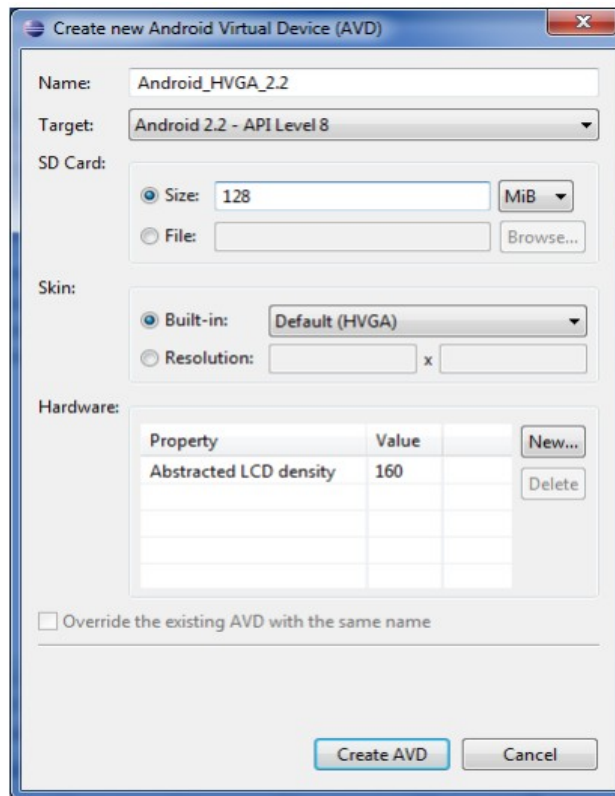 Create new Android Virtual Device (AVD)
Name: Android_HVGA_2.2
Target: Android 2.2 - API Level 8
SD Card:
Size: 128 MiB
File: Browse...
Skin:
Built-in: Default (HVGA)
Resolution: x
Hardware:
Property Value New...
Abstracted LCD density 160 Delete
Override the existing AVD with the same name
Create AVD Cancel